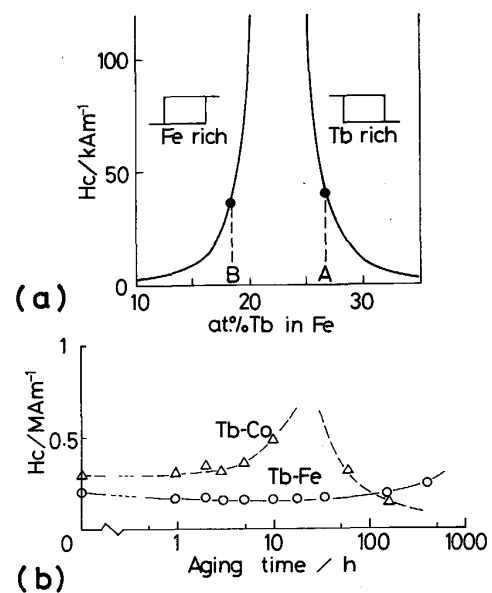 100
Hc/kAm⁻¹
Fe rich
Tb rich
50
0
B
A
10
20
30
(a)
at.%Tb in Fe
1
Hc/MAm⁻¹
Tb-Co
0.5
Tb-Fe
0
1
10
100
1000
Aging time / h
(b)